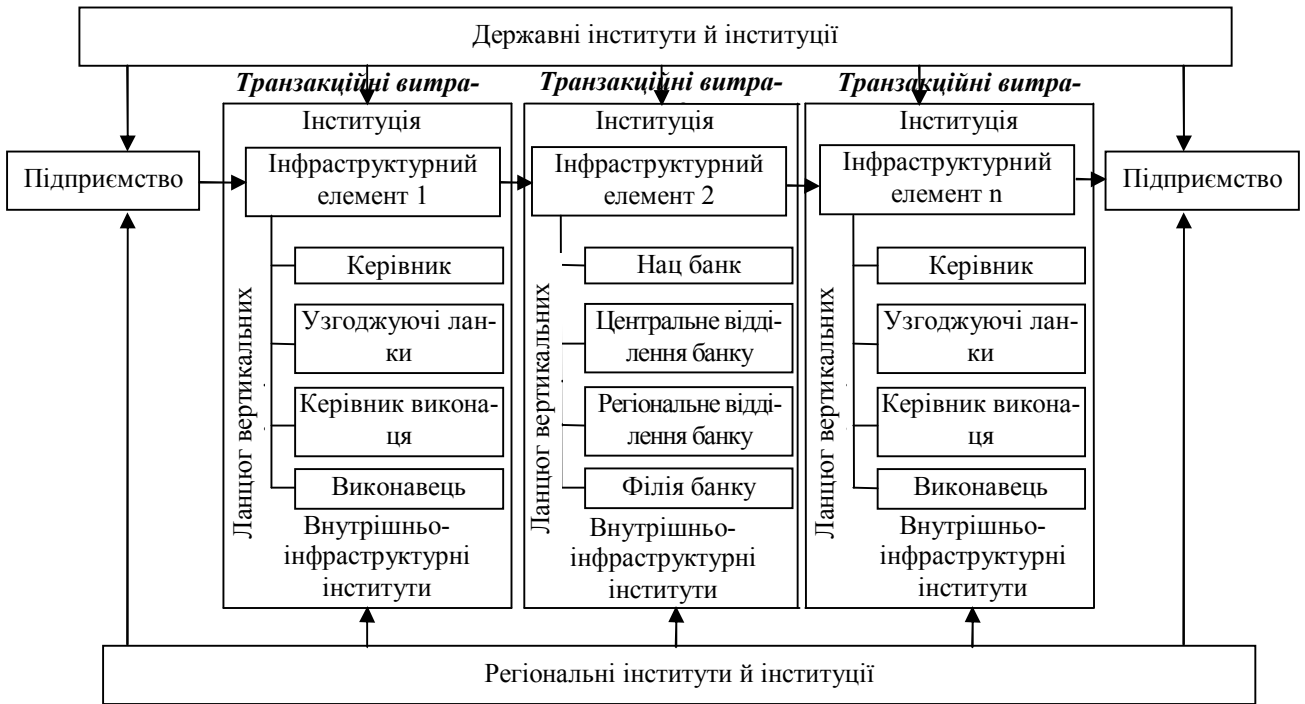 Державні інститути й інституції
Транзакційні витра-
Транзакційні витра-
Транзакційні витра-
Підприємство
Інституція
Інфраструктурний
елемент 1
Ланцюг вертикальних
Керівник
Узгоджуючі лан-
ки
Керівник викона-
ця
Виконавець
Внутрішньо-
інфраструктурні
інститути
Інституція
Інфраструктурний
елемент 2
Ланцюг вертикальних
Нац банк
Центральне відді-
лення банку
Регіональне відді-
лення банку
Філія банку
Внутрішньо-
інфраструктурні
інститути
Інституція
Інфраструктурний
елемент n
Ланцюг вертикальних
Керівник
Узгоджуючі лан-
ки
Керівник викона-
ця
Виконавець
Внутрішньо-
інфраструктурні
інститути
Підприємство
Регіональні інститути й інституції